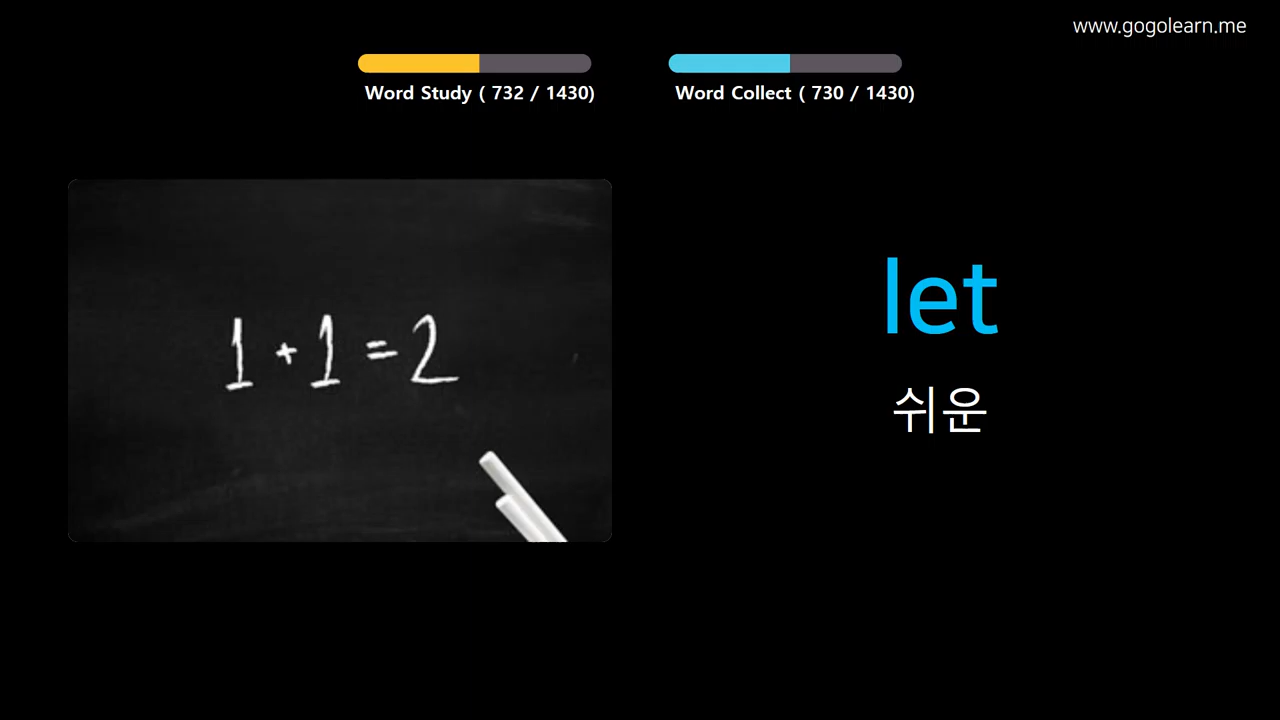 www.gogolearn.me
Word Study ( 732 / 1430)
Word Collect ( 730 / 1430)
1 + 1 = 2
let
쉬운